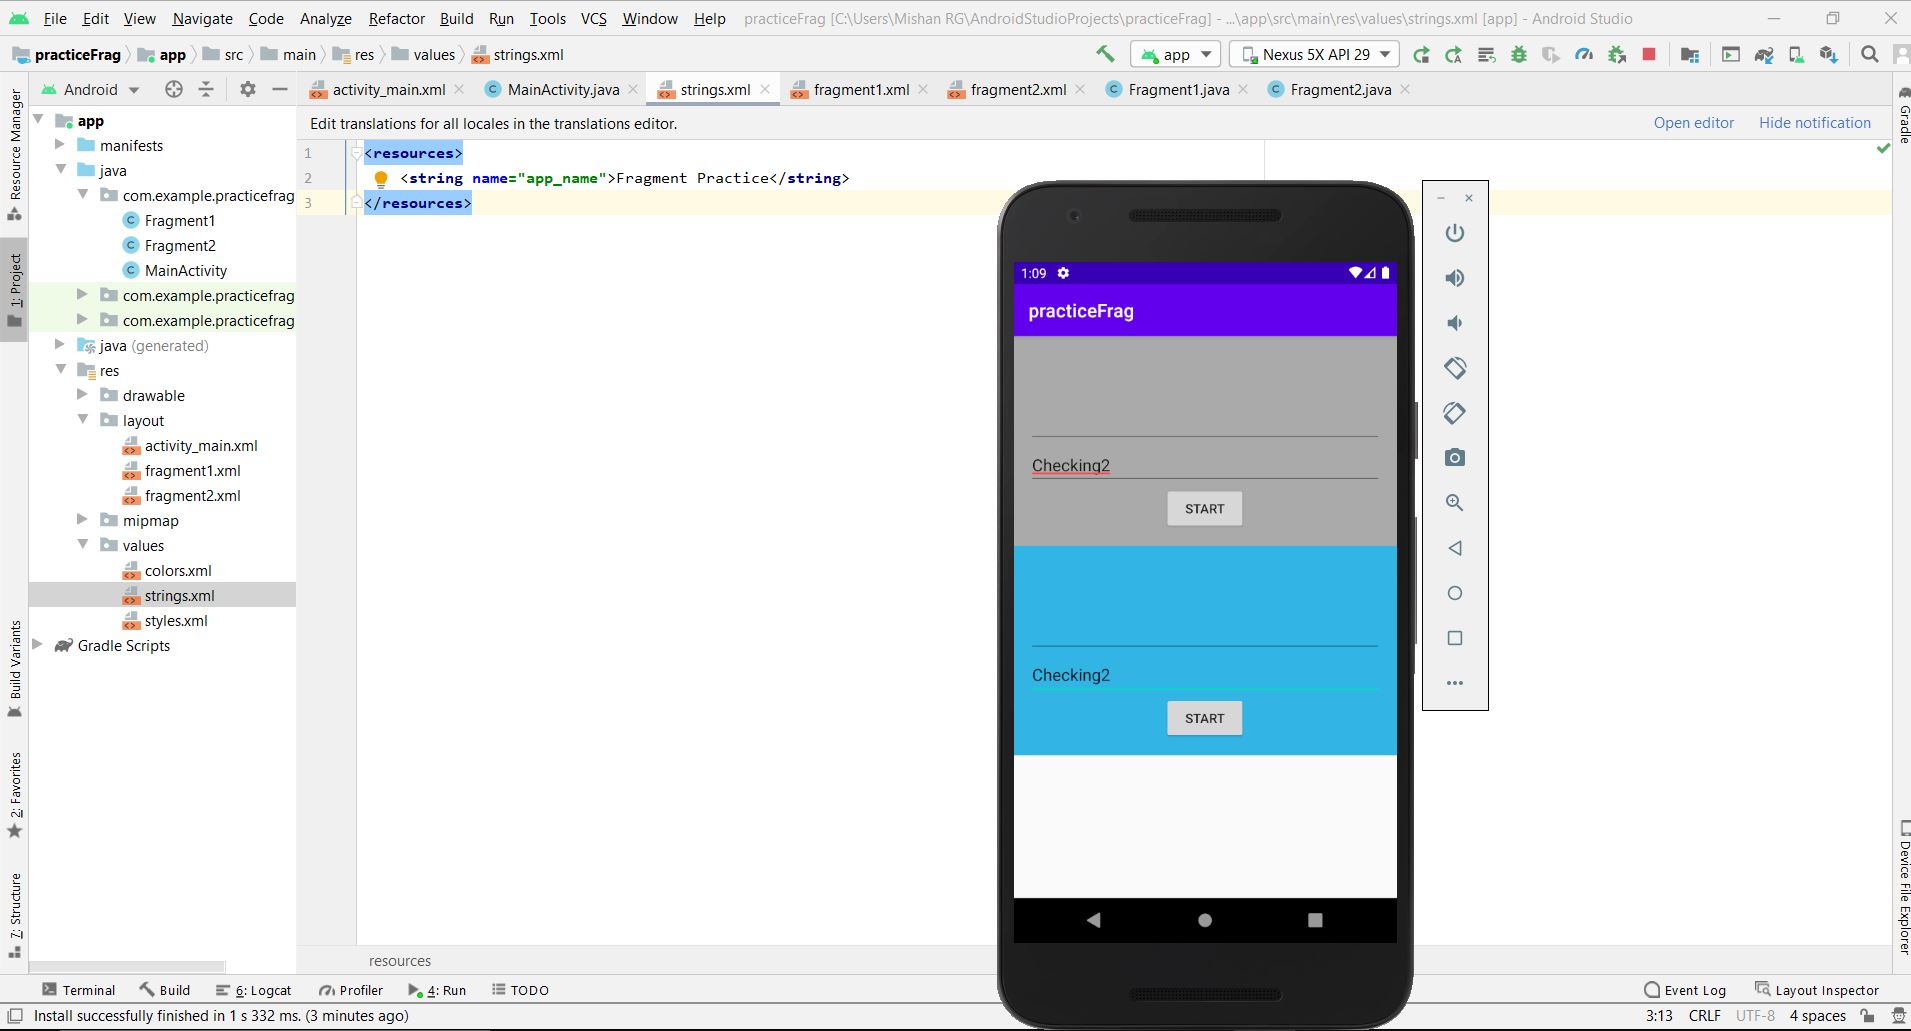 File Edit View Navigate Code Analyze Refactor Build Run Tools VCS Window Help practiceFrag [C:\Users\Mishan RG\AndroidStudioProjects\practiceFrag] - ...\app\src\main\res\values\strings.xml [app] - Android Studio
practiceFrag app src main res values strings.xml app Nexus 5X API 29
Android activity_main.xml MainActivity.java strings.xml fragment1.xml fragment2.xml Fragment1.java Fragment2.java
Edit translations for all locales in the translations editor. Open editor Hide notification
Resource Manager
1: Project
Build Variants
2: Favorites
7: Structure
app
manifests
java
com.example.practicefrag
Fragment1
Fragment2
MainActivity
com.example.practicefrag
com.example.practicefrag
java (generated)
res
drawable
layout
activity_main.xml
fragment1.xml
fragment2.xml
mipmap
values
colors.xml
strings.xml
styles.xml
Gradle Scripts
1 <resources>
2 <string name="app_name">Fragment Practice</string>
3 </resources>
1:09
practiceFrag
Checking2
START
Checking2
START
Gradle
Device File Explorer
resources
Terminal Build 6: Logcat Profiler 4: Run TODO Event Log Layout Inspector
Install successfully finished in 1 s 332 ms. (3 minutes ago) 3:13 CRLF UTF-8 4 spaces